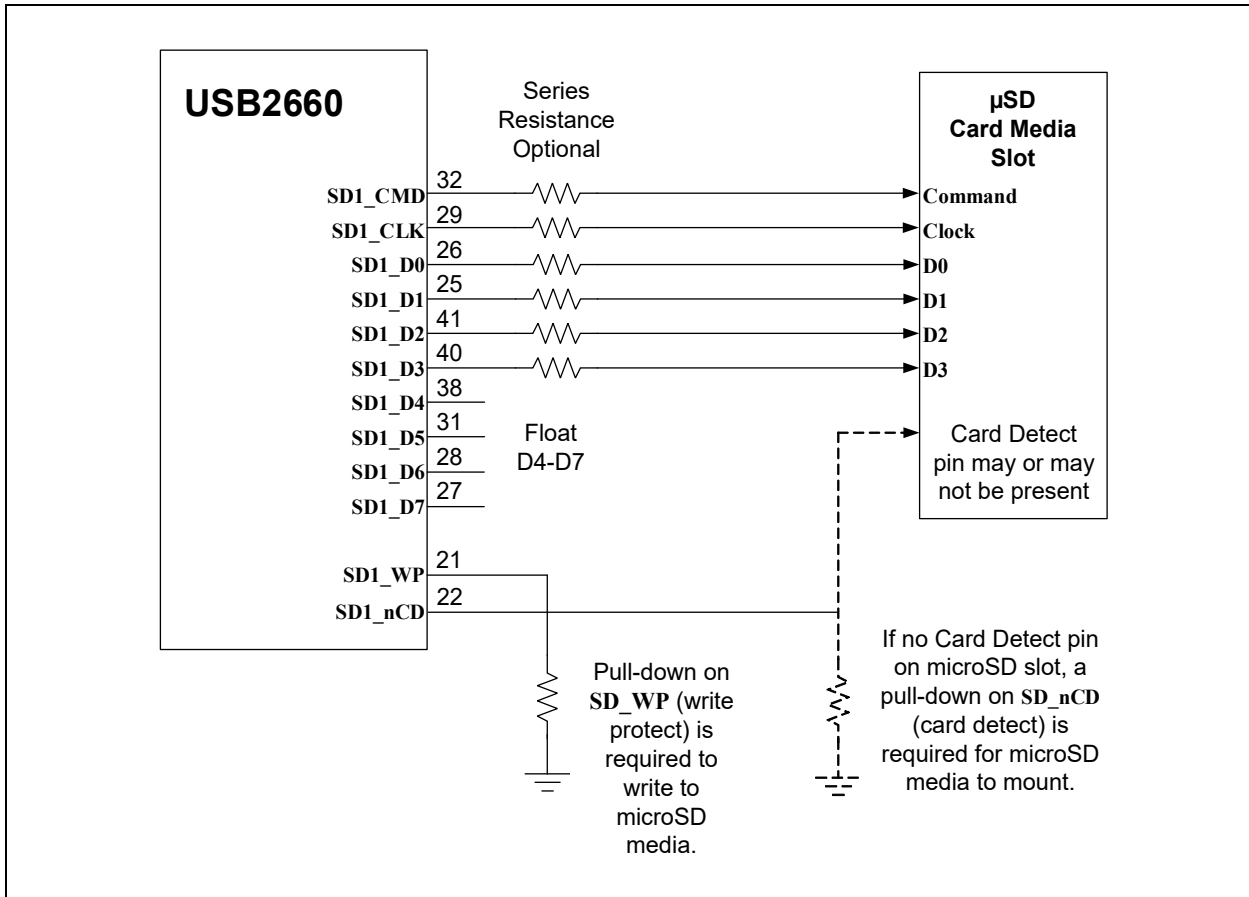 USB2660
Series
Resistance
Optional
µSD
Card Media
Slot
SD1_CMD 32 Command
SD1_CLK 29 Clock
SD1_D0 26 D0
SD1_D1 25 D1
SD1_D2 41 D2
SD1_D3 40 D3
SD1_D4 38
SD1_D5 31
SD1_D6 28
SD1_D7 27
Float
D4-D7
Card Detect
pin may or may
not be present
SD1_WP 21
SD1_nCD 22
Pull-down on
SD_WP (write
protect) is
required to
write to
microSD
media.
If no Card Detect pin
on microSD slot, a
pull-down on SD_nCD
(card detect) is
required for microSD
media to mount.